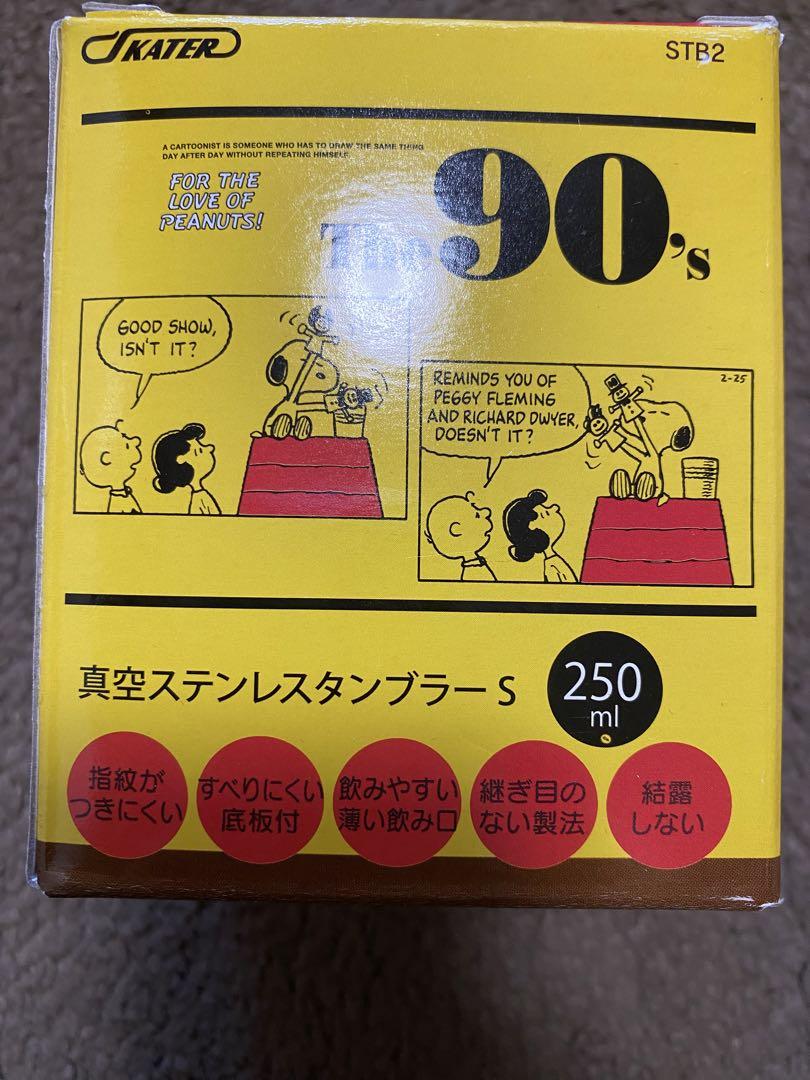 SKATER
STB2
A CARTOONIST IS SOMEONE WHO HAS TO DRAW THE SAME THING
DAY AFTER DAY WITHOUT REPEATING HIMSELF.
FOR THE
LOVE OF
PEANUTS!
The 90's
GOOD SHOW,
ISN'T IT?
REMINDS YOU OF
PEGGY FLEMING
AND RICHARD DWYER,
DOESN'T IT?
2-25
真空ステンレスタンブラー S
250
ml
指紋が
つきにくい
すべりにくい
底板付
飲みやすい
薄い飲み口
継ぎ目の
ない製法
結露
しない